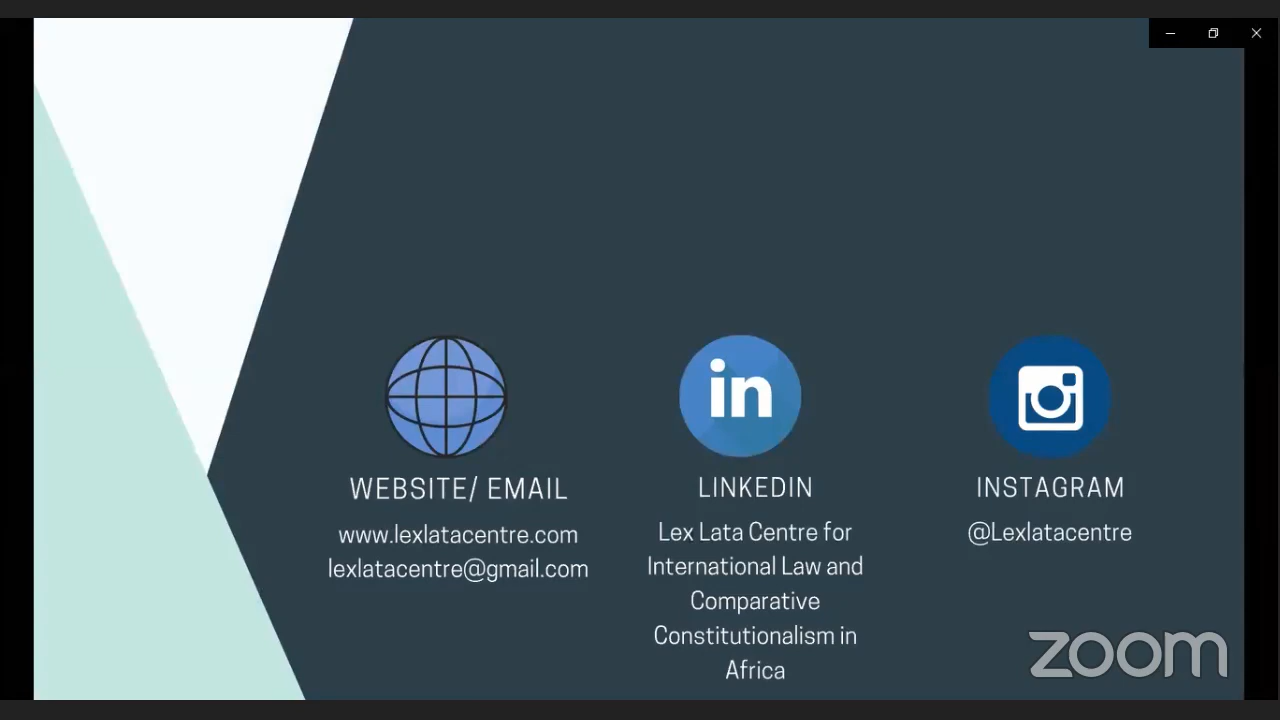 WEBSITE/ EMAIL
www.lexlatacentre.com
lexlatacentre@gmail.com
in
LINKEDIN
Lex Lata Centre for
International Law and
Comparative
Constitutionalism in
Africa
INSTAGRAM
@Lexlatacentre
zoom